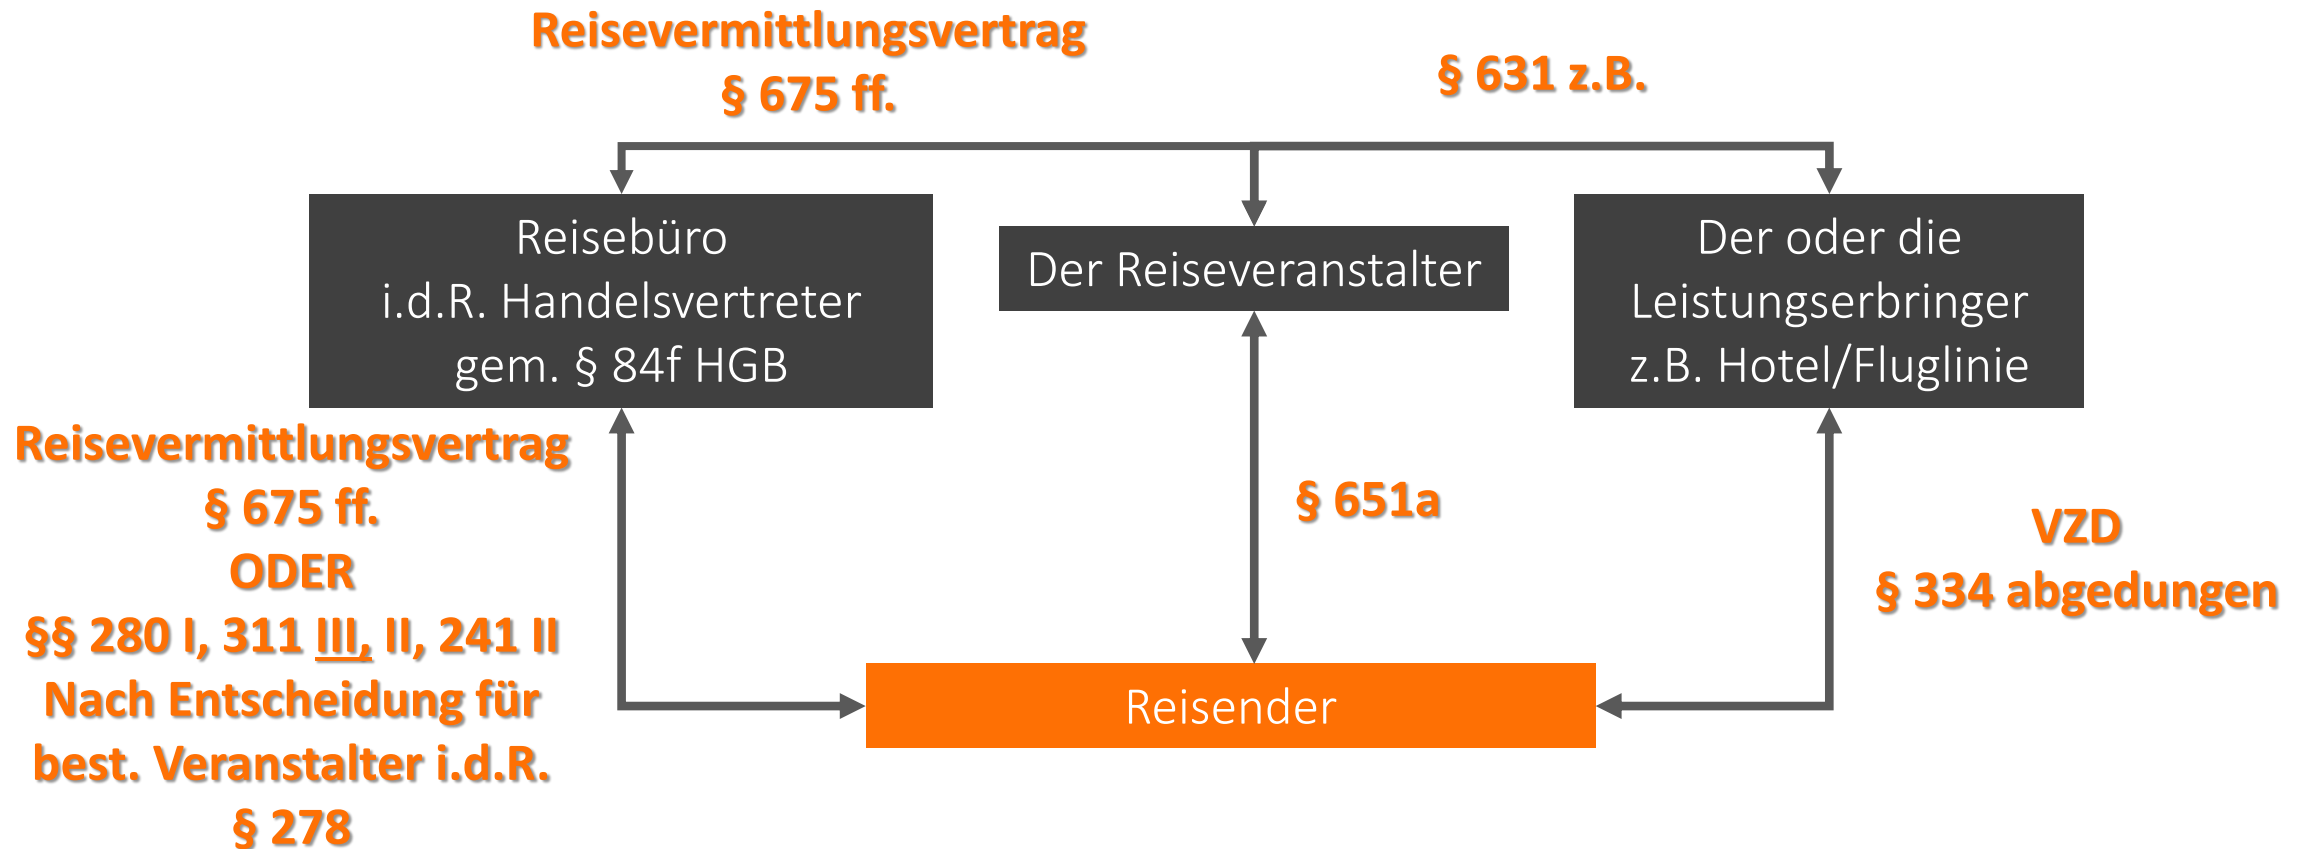 Reisevermittlungsvertrag
§ 675 ff.
§ 631 z.B.
Reisebüro
i.d.R. Handelsvertreter
gem. § 84f HGB
Der Reiseveranstalter
Der oder die
Leistungserbringer
z.B. Hotel/Fluglinie
Reisevermittlungsvertrag
§ 675 ff.
ODER
§§ 280 I, 311 III, II, 241 II
Nach Entscheidung für
best. Veranstalter i.d.R.
§ 278
§ 651a
VZD
§ 334 abgedungen
Reisender